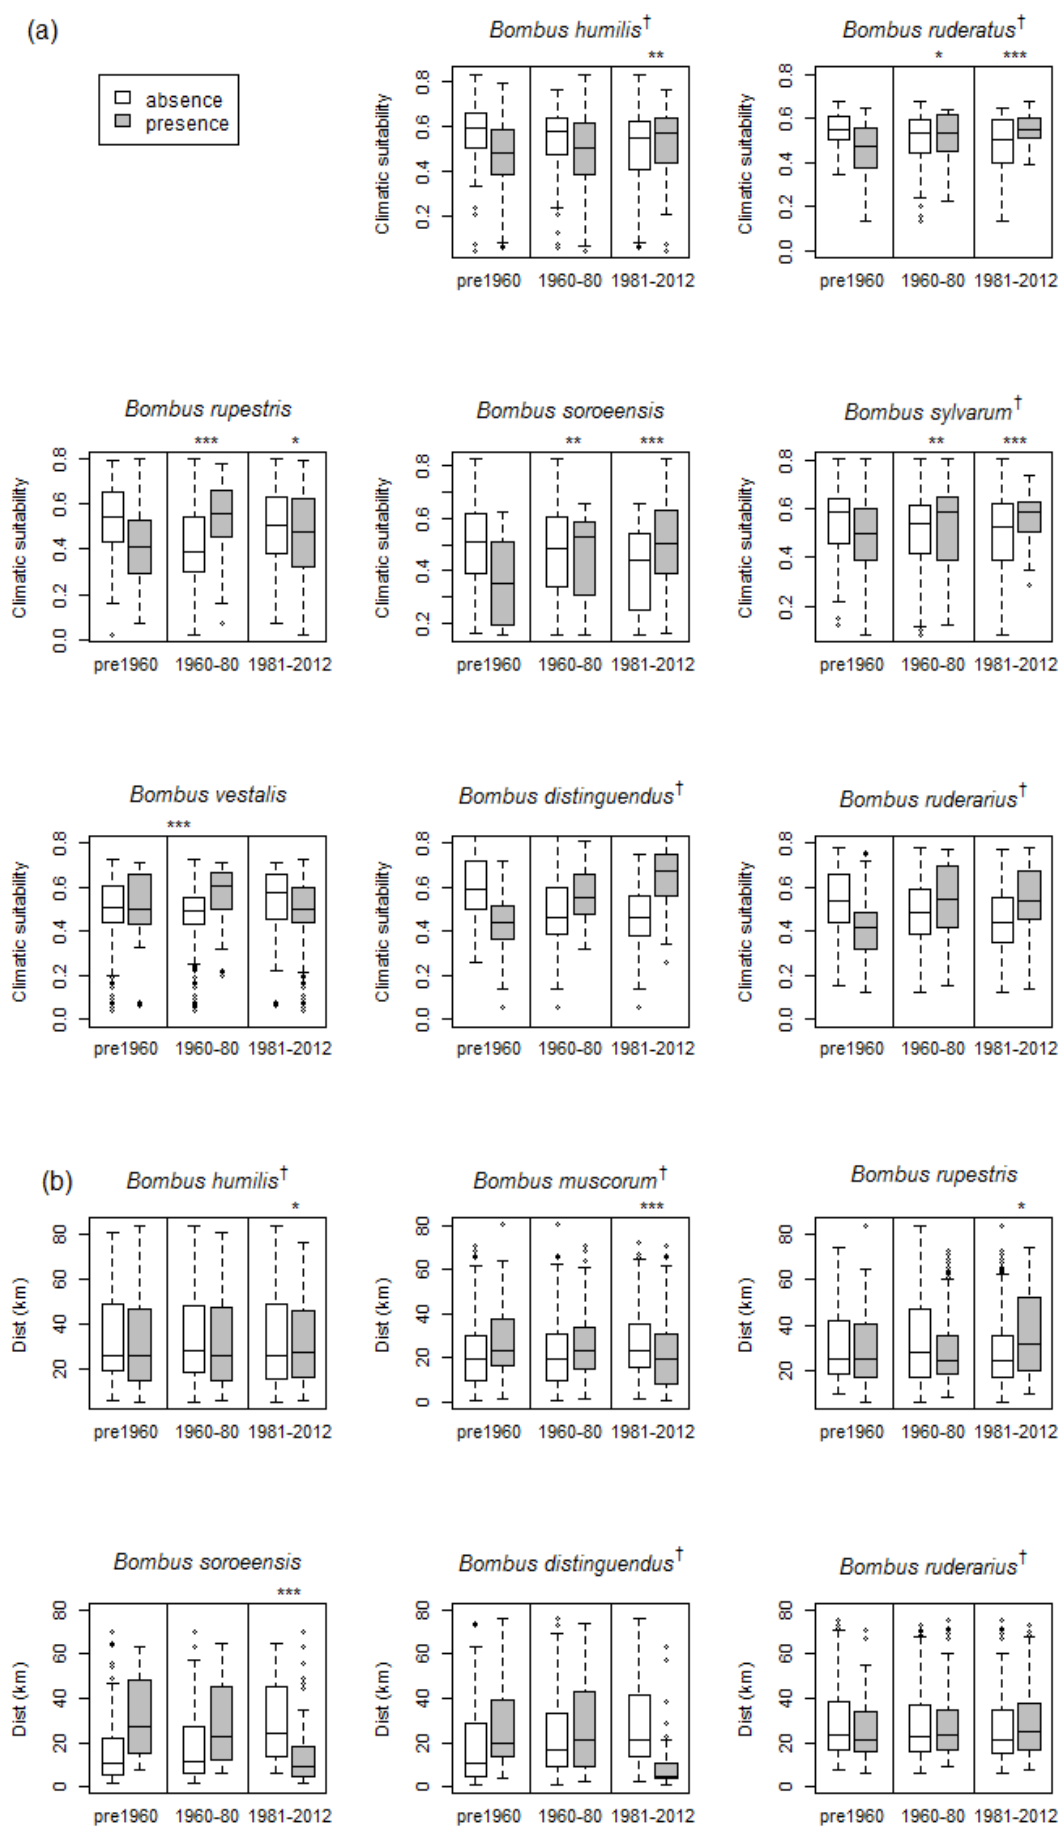 (a)
absence
presence
Bombus humilis†
Bombus ruderatus†
**
* ***
Climatic suitability
0.2 0.4 0.6 0.8
pre1960 1960-80 1981-2012
Climatic suitability
0.0 0.2 0.4 0.6 0.8
pre1960 1960-80 1981-2012
Bombus rupestris
Bombus soroeensis
Bombus sylvarum†
*** *
** ***
** ***
Climatic suitability
0.0 0.2 0.4 0.6 0.8
pre1960 1960-80 1981-2012
Climatic suitability
0.2 0.4 0.6 0.8
pre1960 1960-80 1981-2012
Climatic suitability
0.2 0.4 0.6 0.8
pre1960 1960-80 1981-2012
Bombus vestalis
Bombus distinguendus†
Bombus ruderarius†
***
Climatic suitability
0.0 0.2 0.4 0.6 0.8
pre1960 1960-80 1981-2012
Climatic suitability
0.0 0.2 0.4 0.6 0.8
pre1960 1960-80 1981-2012
Climatic suitability
0.0 0.2 0.4 0.6 0.8
pre1960 1960-80 1981-2012
(b)
Bombus humilis†
Bombus muscorum†
Bombus rupestris
*
***
*
Dist (km)
20 40 60 80
pre1960 1960-80 1981-2012
Dist (km)
0 20 40 60 80
pre1960 1960-80 1981-2012
Dist (km)
20 40 60 80
pre1960 1960-80 1981-2012
Bombus soroeensis
Bombus distinguendus†
Bombus ruderarius†
***
Dist (km)
0 20 40 60 80
pre1960 1960-80 1981-2012
Dist (km)
0 20 40 60 80
pre1960 1960-80 1981-2012
Dist (km)
0 20 40 60 80
pre1960 1960-80 1981-2012